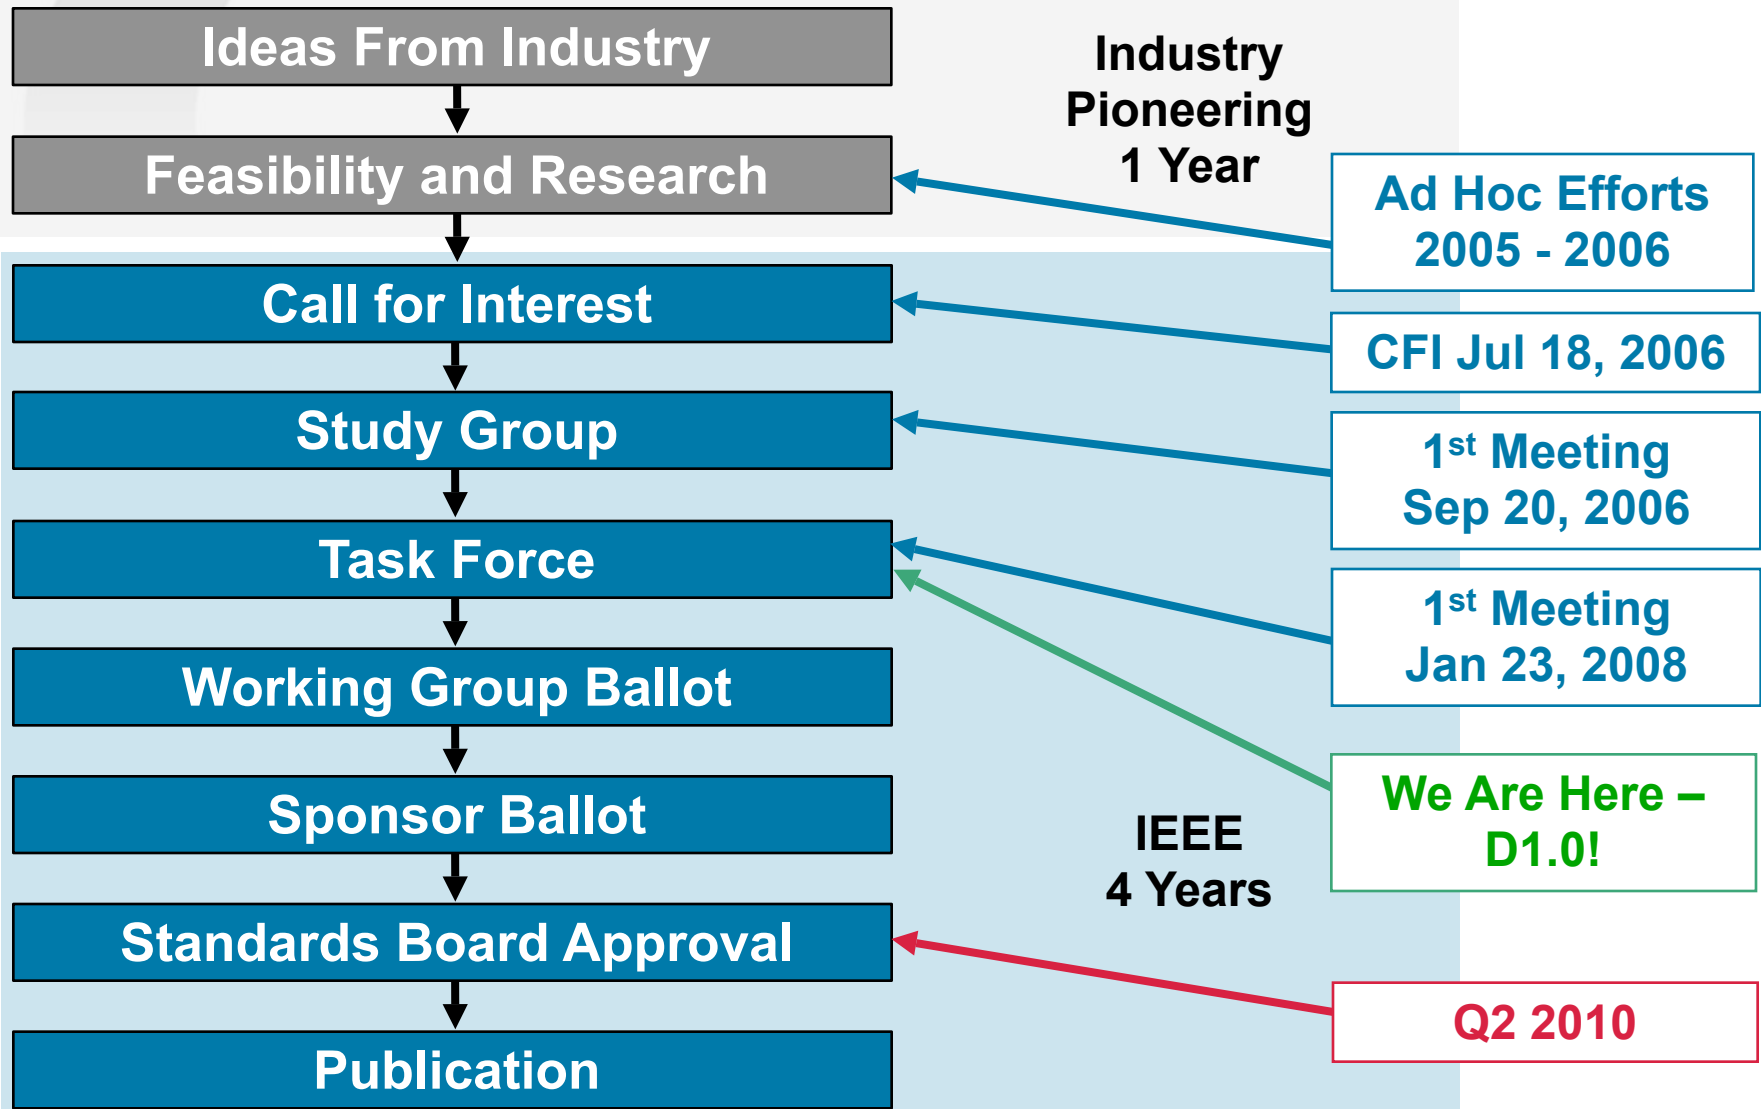 Ideas From Industry
Feasibility and Research
Industry
Pioneering
1 Year
Ad Hoc Efforts
2005 - 2006
Call for Interest
CFI Jul 18, 2006
Study Group
1st Meeting
Sep 20, 2006
Task Force
1st Meeting
Jan 23, 2008
Working Group Ballot
We Are Here –
D1.0!
Sponsor Ballot
IEEE
4 Years
Standards Board Approval
Q2 2010
Publication